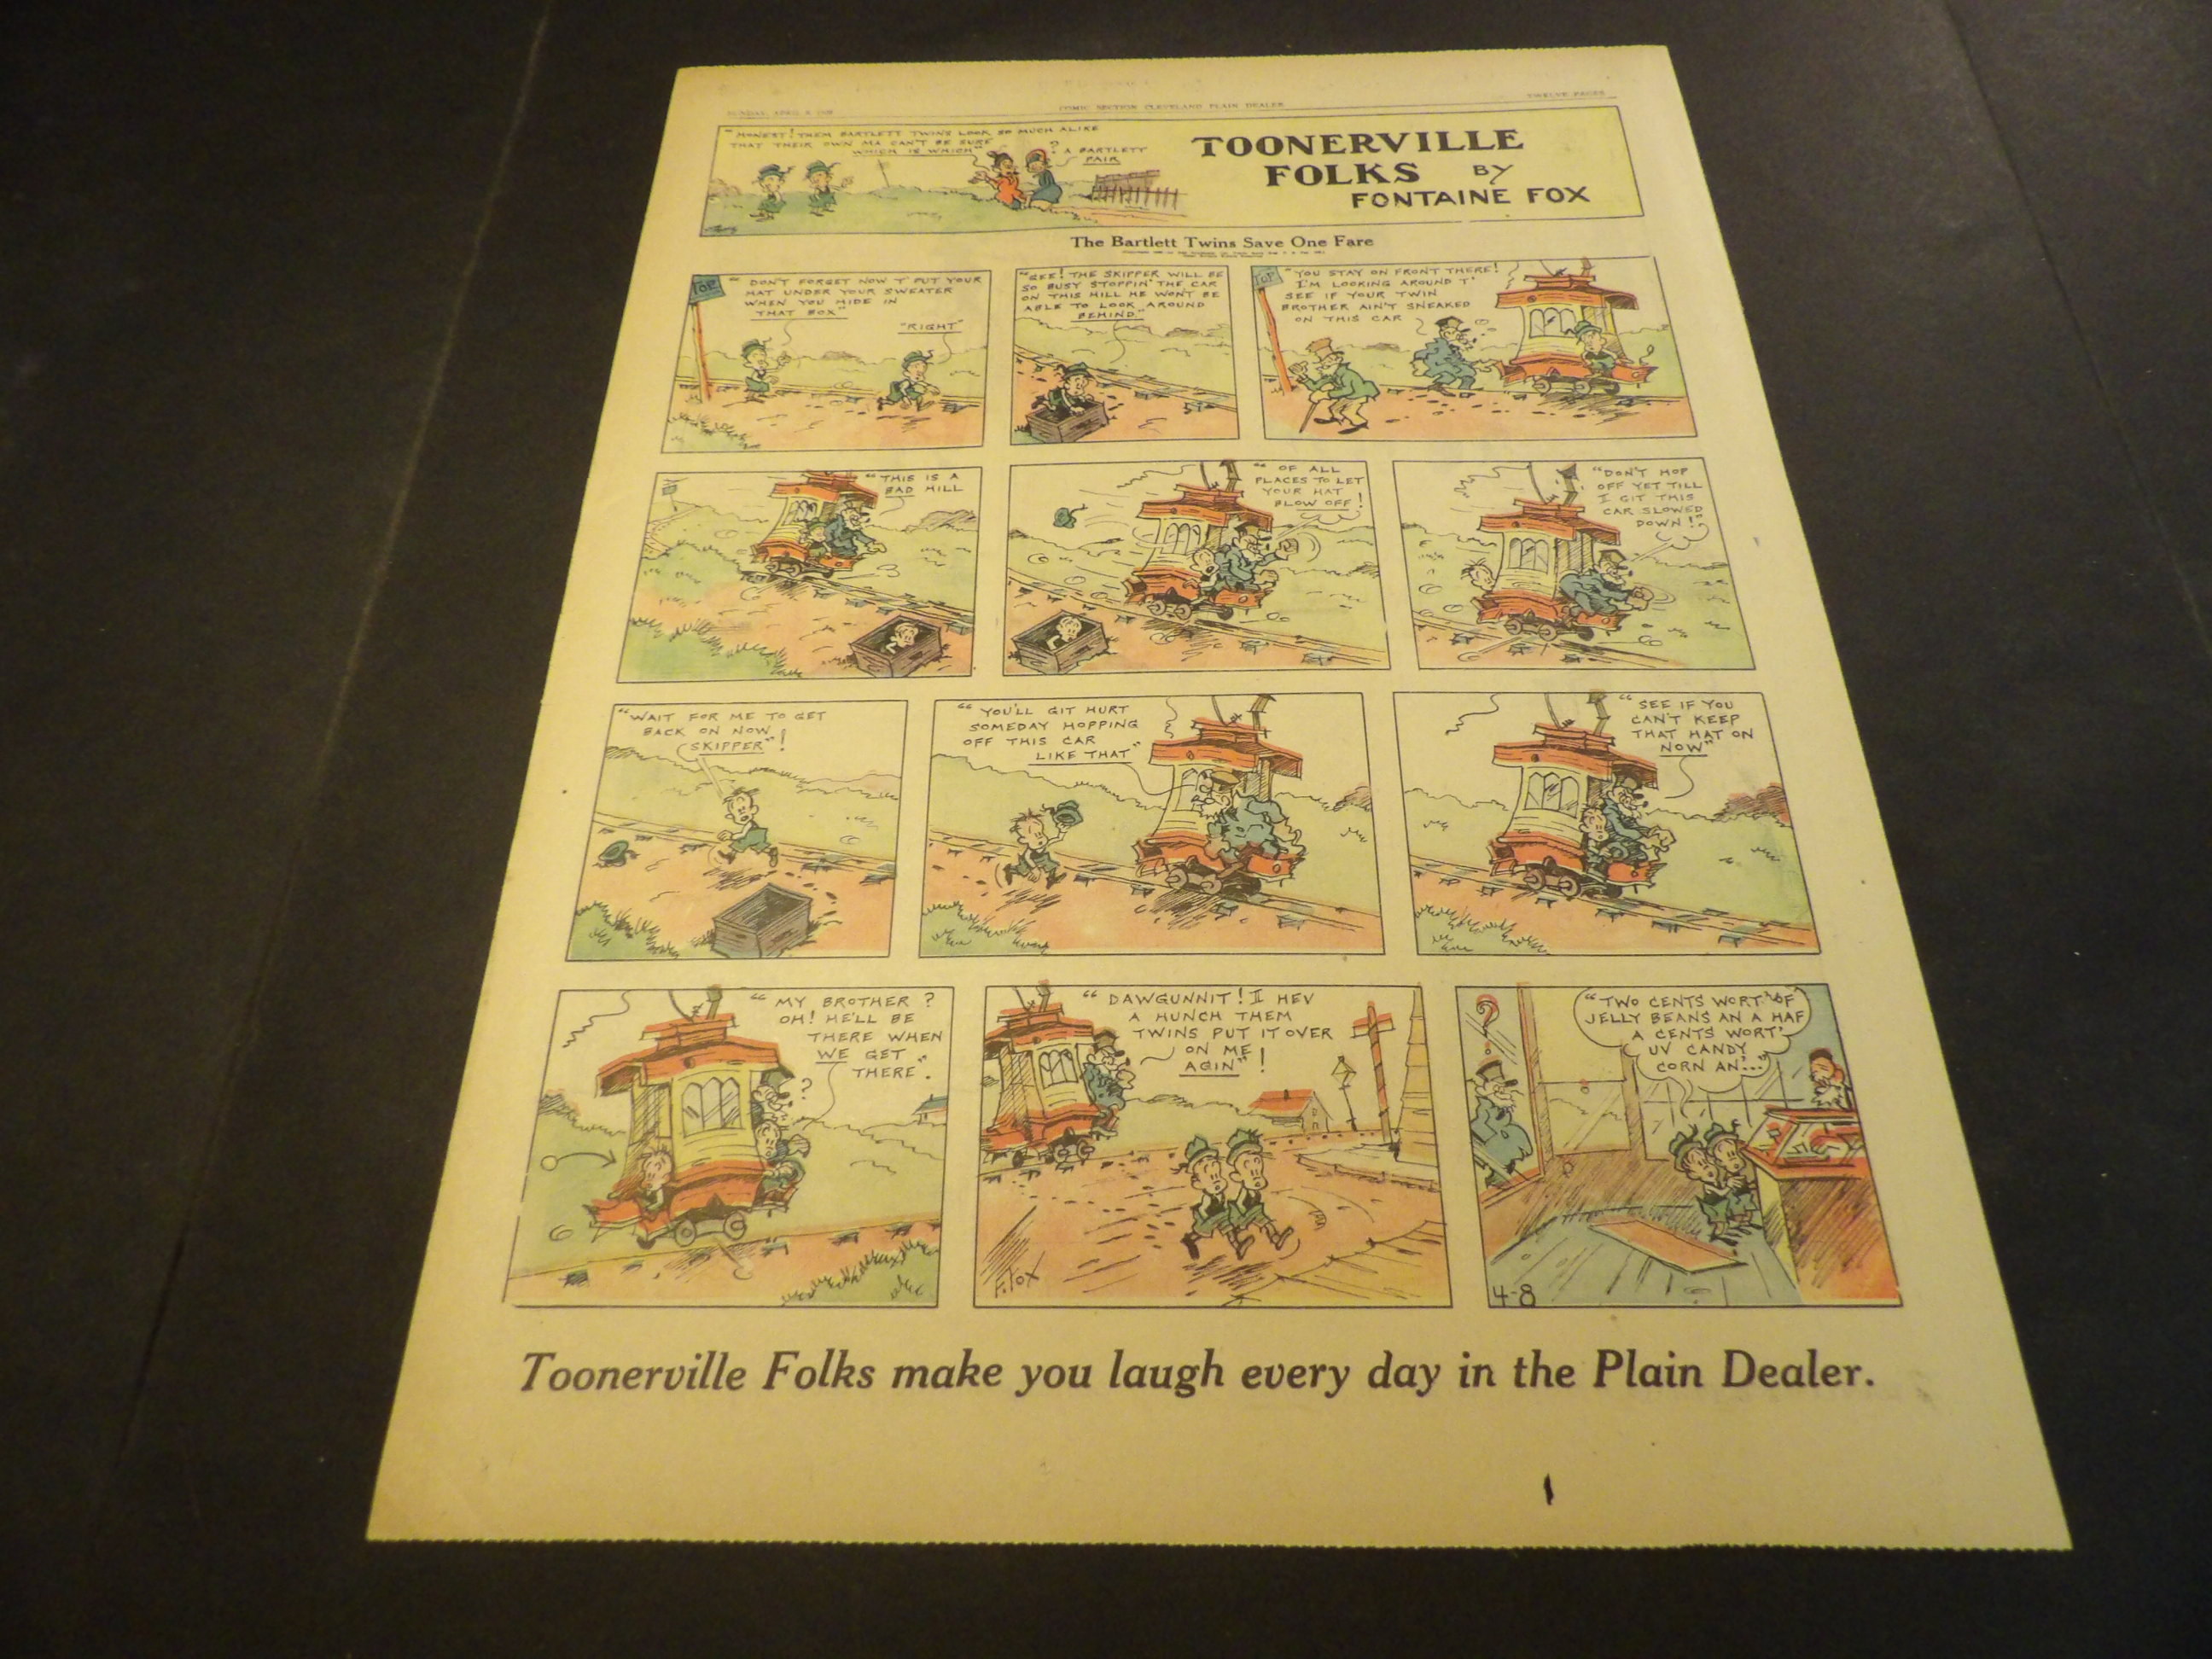 SUNDAY, APRIL 8
COMIC SECTION CLEVELAND PLAIN DEALER
TWELVE PAGES
"HONEST! THEM BARTLETT TWINS LOOK SO MUCH ALIKE
THAT THEIR OWN MA CAN'T BE SURE
WHICH IS WHICH"
?
A BARTLETT
PAIR
TOONERVILLE
FOLKS BY
FONTAINE FOX
The Bartlett Twins Save One Fare
TOP
"DON'T FORGET NOW T' PUT YOUR
HAT UNDER YOUR SWEATER
WHEN YOU HIDE IN
THAT BOX"
"RIGHT"
"GEE! THE SKIPPER WILL BE
SO BUSY STOPPIN' THE CAR
ON THIS HILL HE WON'T BE
ABLE TO LOOK AROUND
BEHIND."
TOP
"YOU STAY ON FRONT THERE!
I'M LOOKING AROUND T'
SEE IF YOUR TWIN
BROTHER AIN'T SNEAKED
ON THIS CAR
"THIS IS A
BAD HILL
"OF ALL
PLACES TO LET
YOUR HAT
BLOW OFF!
"DON'T HOP
OFF YET TILL
I GIT THIS
CAR SLOWED
DOWN!"
"WAIT FOR ME TO GET
BACK ON NOW
SKIPPER"!
"YOU'LL GIT HURT
SOMEDAY HOPPING
OFF THIS CAR
LIKE THAT"
"SEE IF YOU
CAN'T KEEP
THAT HAT ON
NOW"
"MY BROTHER?
OH! HE'LL BE
THERE WHEN
WE GET
THERE".
?
"DAWGUNNIT! I HEV
A HUNCH THEM
TWINS PUT IT OVER
ON ME
AGIN"!
F. FOX
"TWO CENTS WORT' OF
JELLY BEANS AN A HAF
A CENTS WORT'
UV CANDY
CORN AN'..."
?
4-8
Toonerville Folks make you laugh every day in the Plain Dealer.